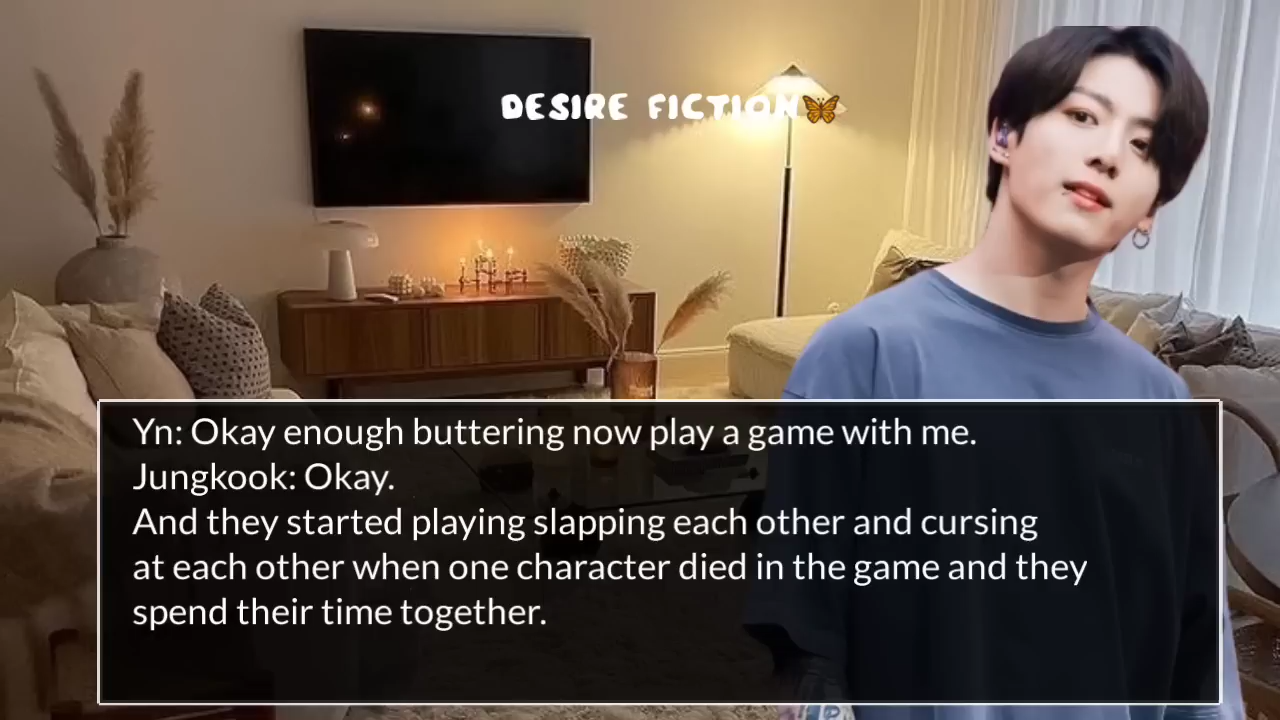 DESIRE FICTION🦋
Yn: Okay enough buttering now play a game with me.
Jungkook: Okay.
And they started playing slapping each other and cursing
at each other when one character died in the game and they
spend their time together.